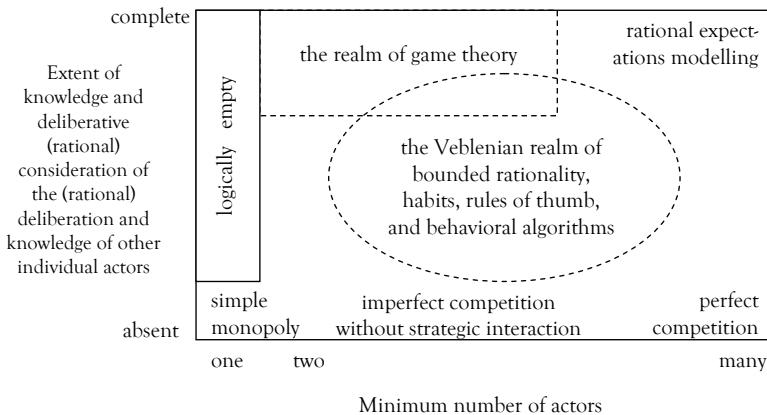 complete
rational expect-
ations modelling
the realm of game theory
Extent of
knowledge and
deliberative
(rational)
consideration of
the (rational)
deliberation and
knowledge of other
individual actors
logically empty
the Veblenian realm of
bounded rationality,
habits, rules of thumb,
and behavioral algorithms
simple
monopoly
imperfect competition
without strategic interaction
perfect
competition
absent
one
two
many
Minimum number of actors